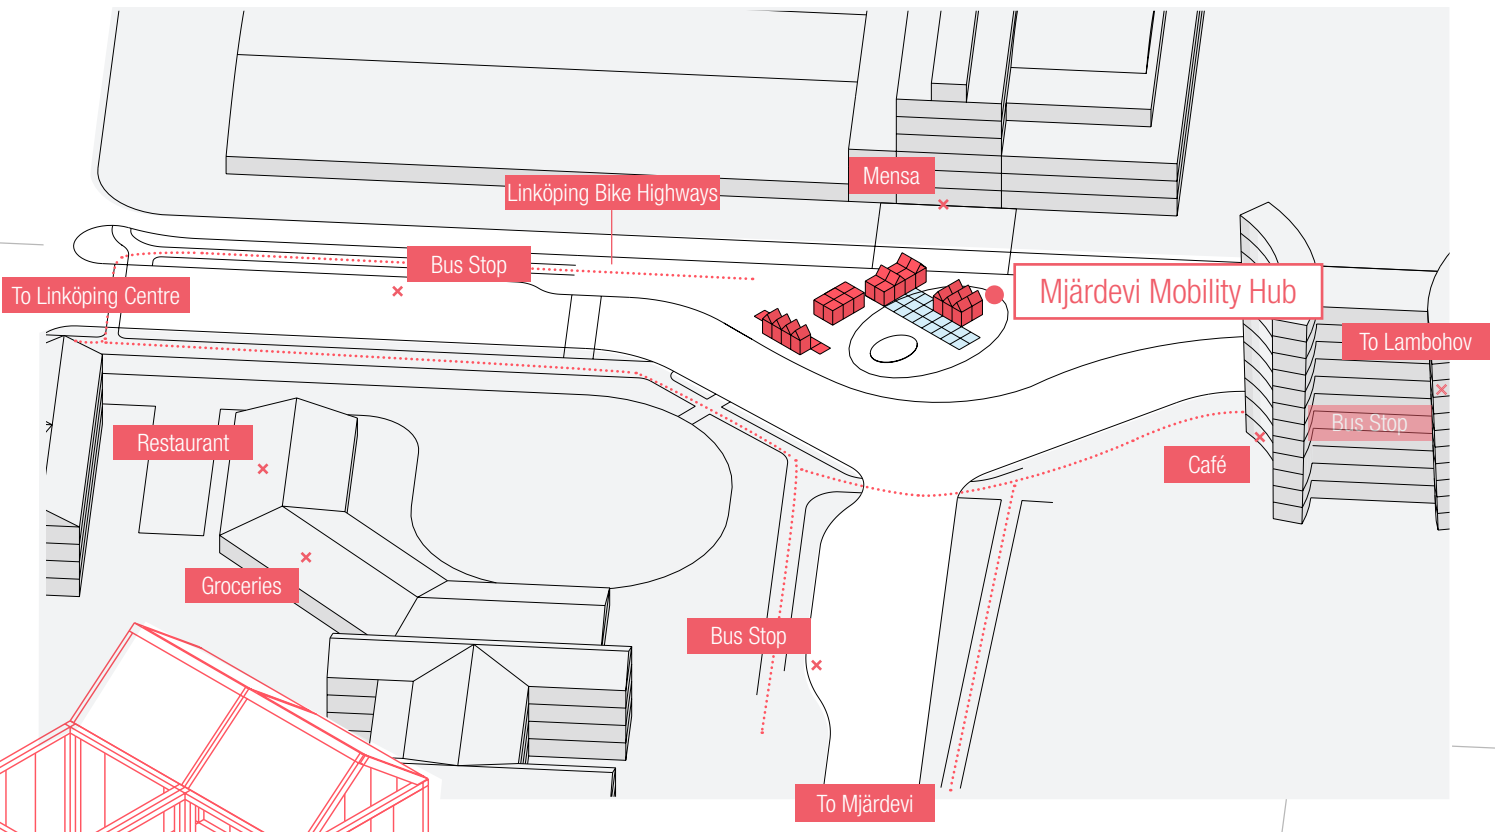 Mensa
Linköping Bike Highways
Bus Stop
To Linköping Centre
Mjärdevi Mobility Hub
To Lambohov
Bus Stop
Restaurant
Café
Groceries
Bus Stop
To Mjärdevi